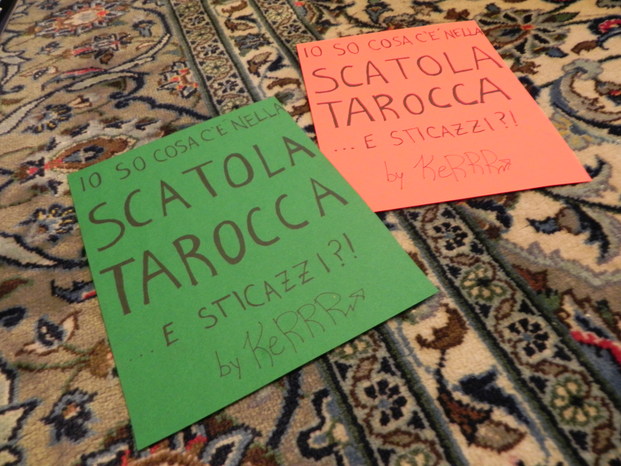 IO SO COSA C'È NELLA
SCATOLA
TAROCCA
.... E STICAZZI?!
by KeRRR
IO SO COSA C'È NELLA
SCATOLA
TAROCCA
... E STICAZZI?!
by KeRRR